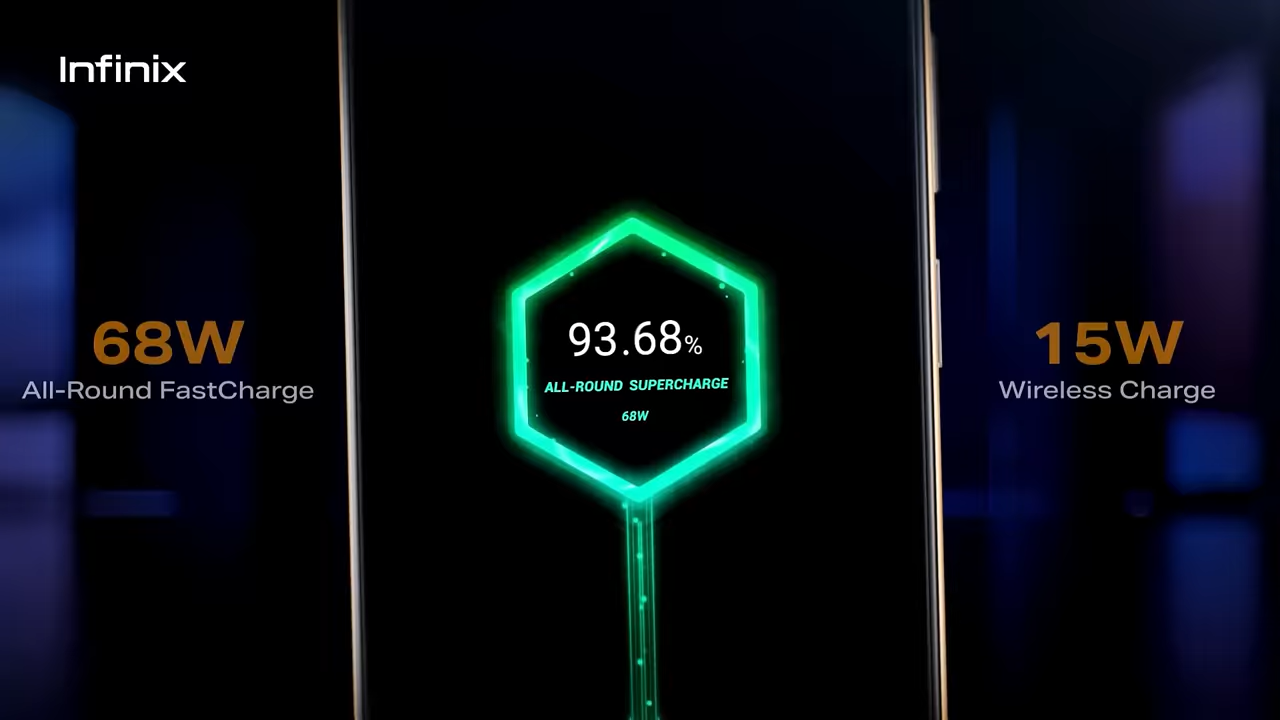 Infinix
68W
All-Round FastCharge
93.68%
ALL-ROUND SUPERCHARGE
68W
15W
Wireless Charge